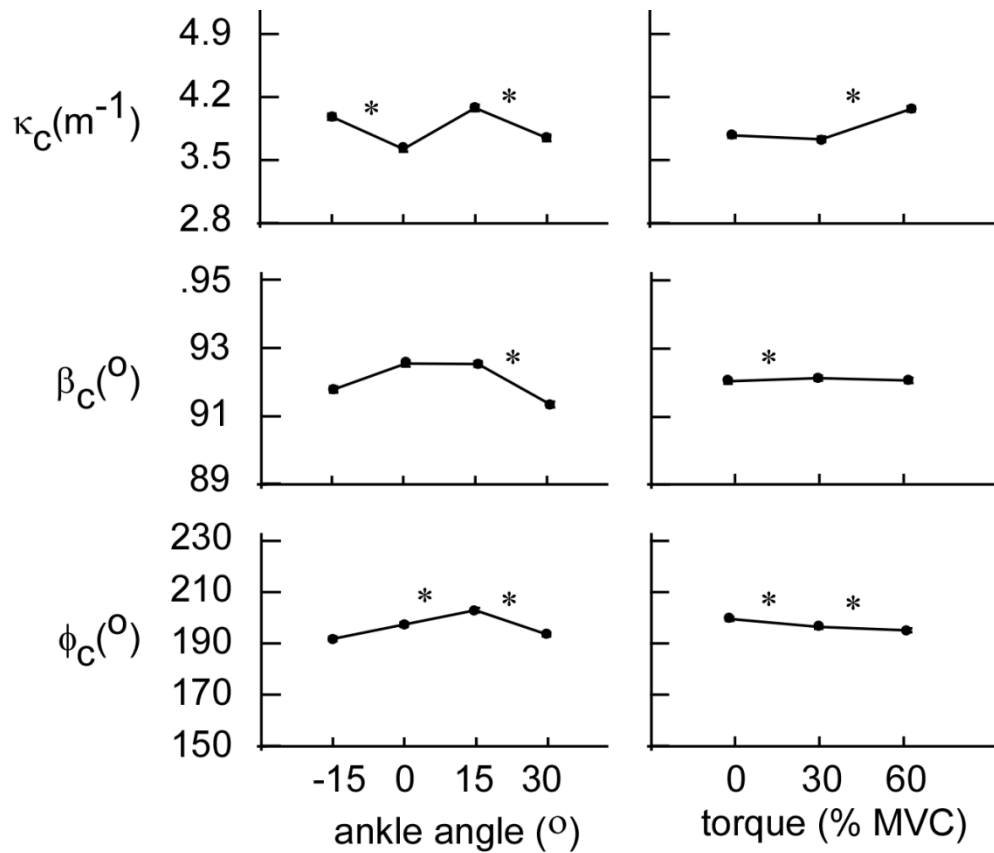 4.9
4.2
κc(m-1)
3.5
2.8
* * *
.95
93
βc(o)
91
89
* *
230
210
ϕc(o)
190
170
150
* * * *
-15 0 15 30 0 30 60
ankle angle (o) torque (% MVC)